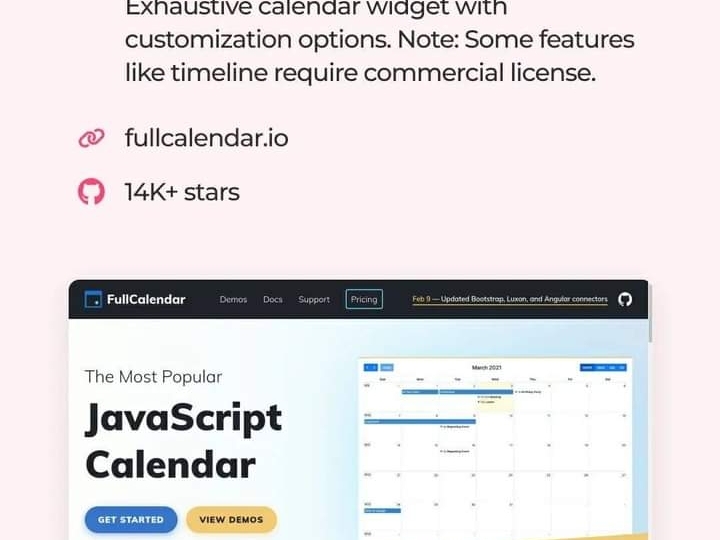 Exhaustive calendar widget with
customization options. Note: Some features
like timeline require commercial license.
fullcalendar.io
14K+ stars
FullCalendar Demos Docs Support Pricing Feb 9 — Updated Bootstrap, Luxon, and Angular connectors
The Most Popular
JavaScript
Calendar
GET STARTED VIEW DEMOS
March 2021